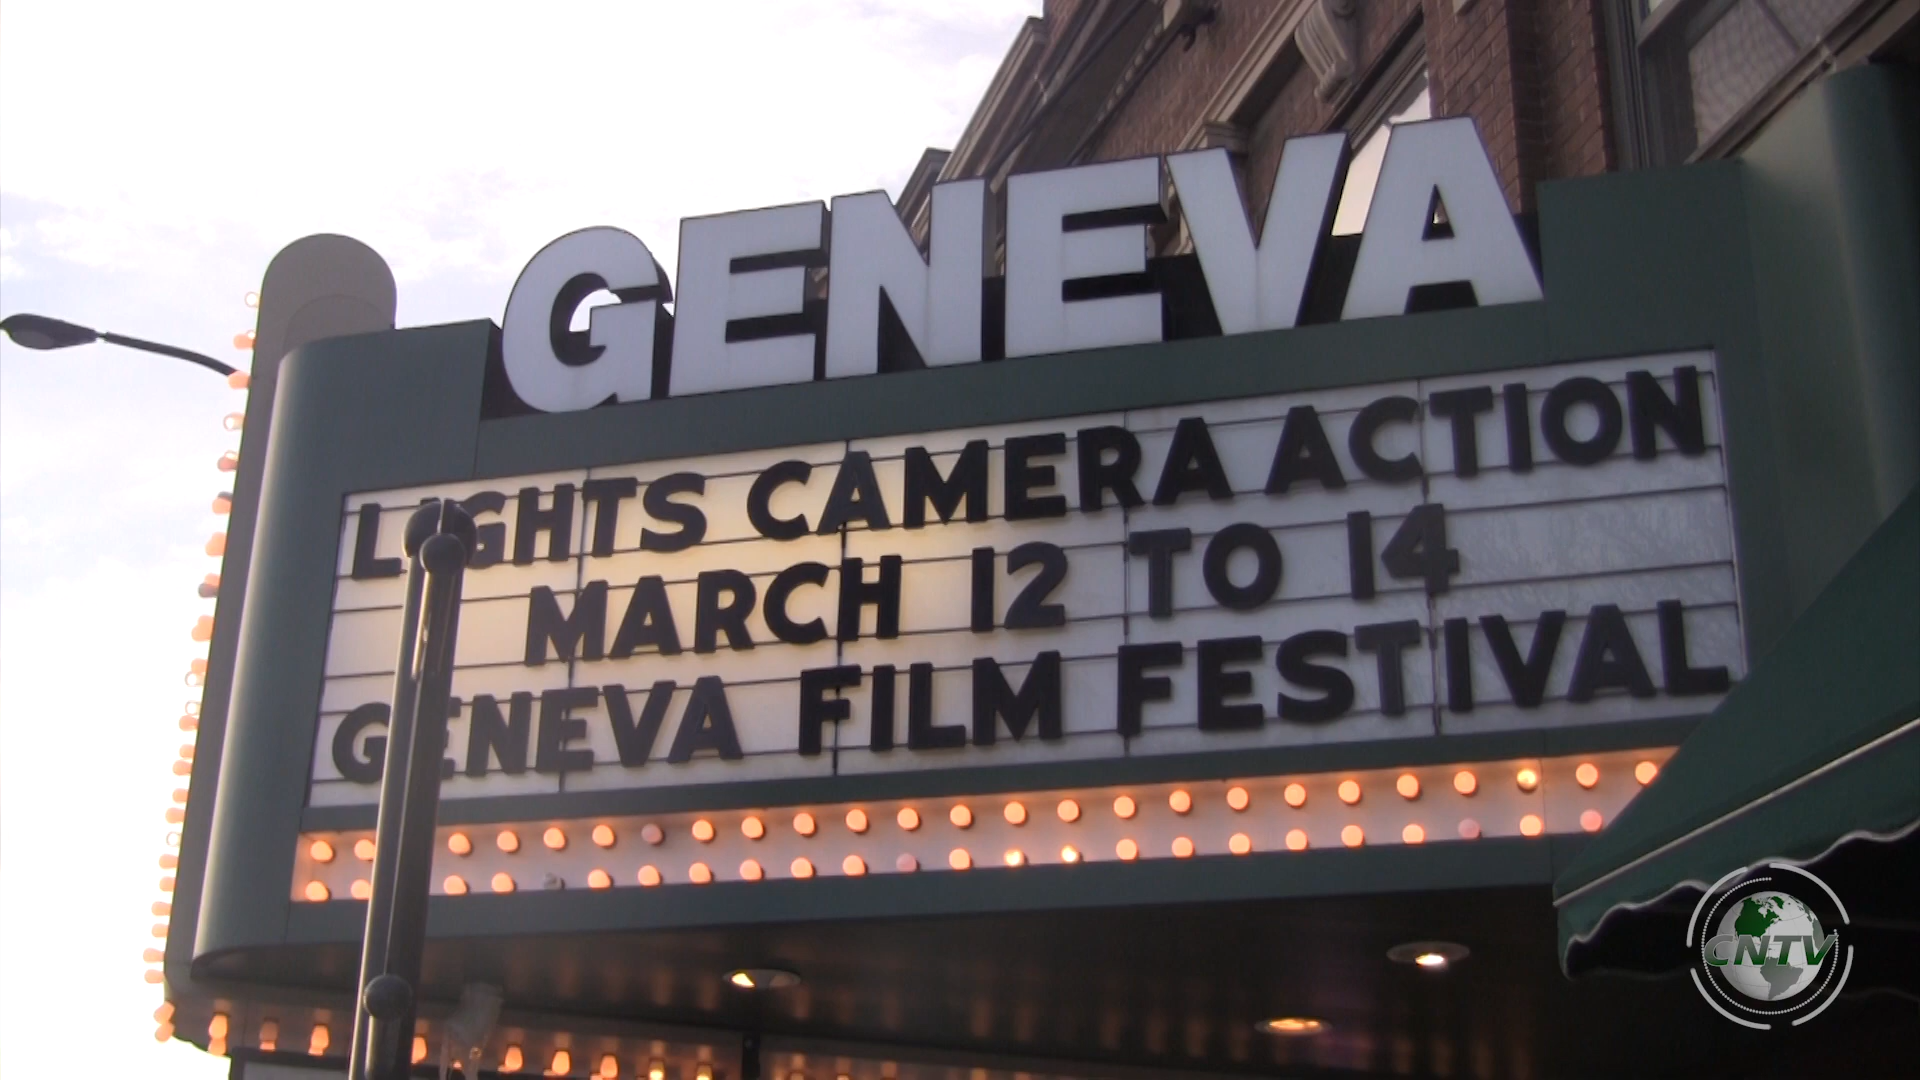 GENEVA
LIGHTS CAMERA ACTION
MARCH 12 TO 14
GENEVA FILM FESTIVAL
CNTV